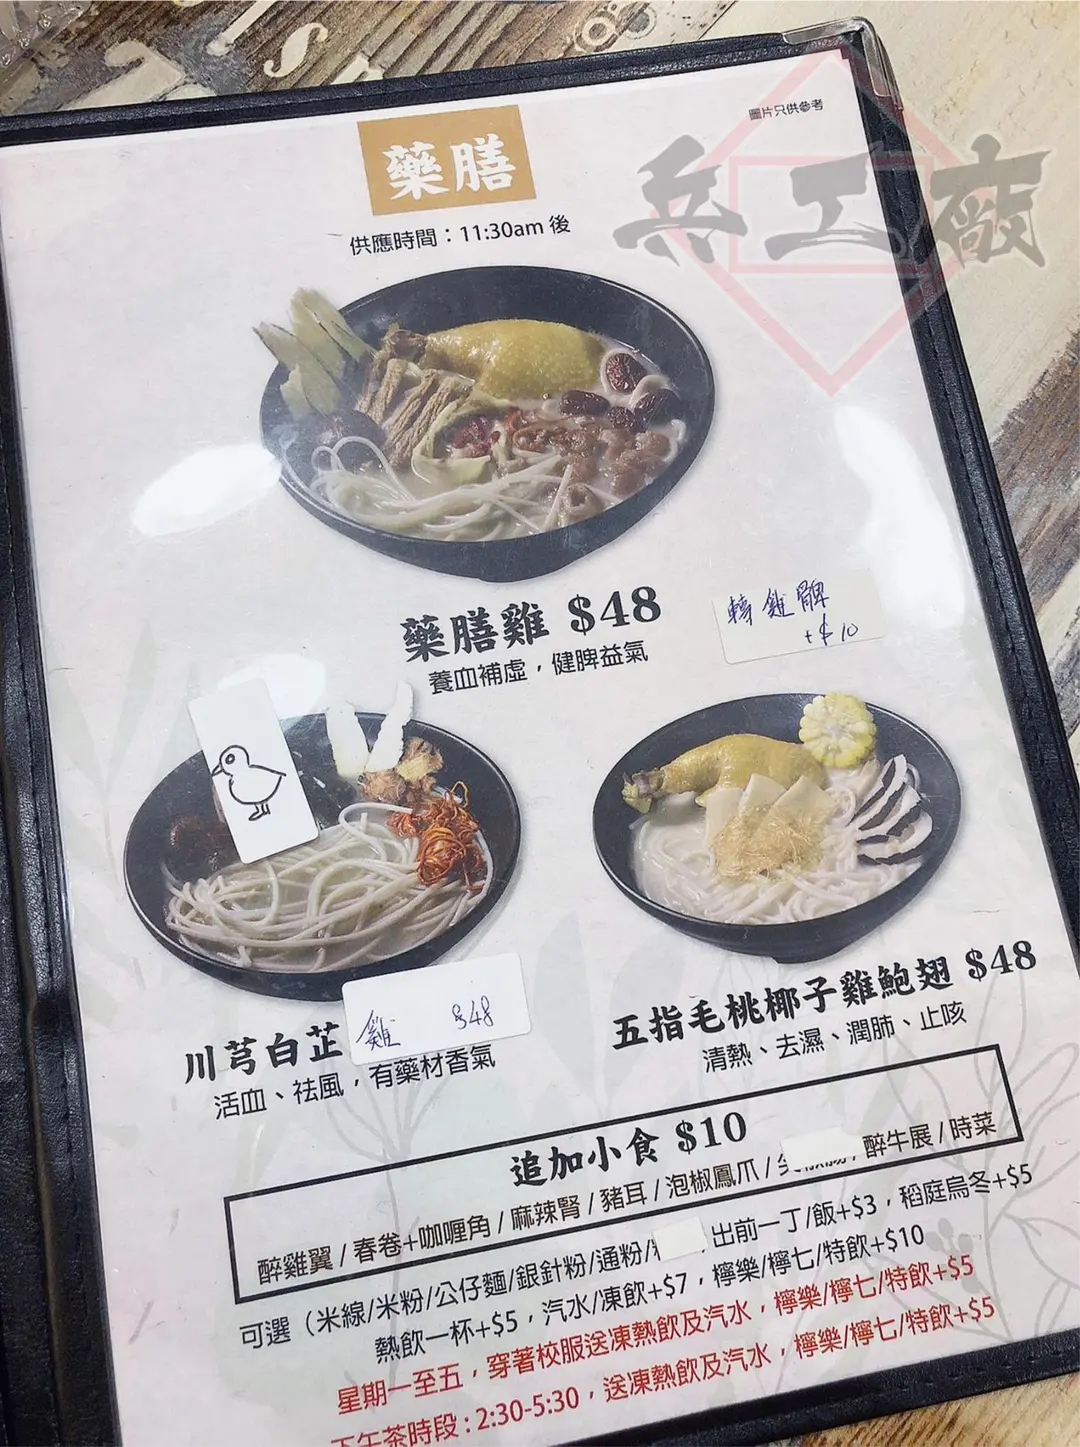 圖片只供參考
兵工廠
藥膳
供應時間：11:30am 後
藥膳雞 $48
養血補虛，健脾益氣
轉雞髀
+$10
川芎白芷
雞 $48
活血、祛風，有藥材香氣
五指毛桃椰子雞鮑翅 $48
清熱、去濕、潤肺、止咳
追加小食 $10
醉雞翼/春卷+咖喱角/麻辣腎/豬耳/泡椒鳳爪/ /醉牛展/時菜
可選（米線/米粉/公仔麵/銀針粉/通粉/ 出前一丁/飯+$3，稻庭烏冬+$5
熱飲一杯+$5，汽水/凍飲+$7，檸樂/檸七/特飲+$10
星期一至五，穿著校服送凍熱飲及汽水，檸樂/檸七/特飲+$5
下午茶時段：2:30-5:30，送凍熱飲及汽水，檸樂/檸七/特飲+$5